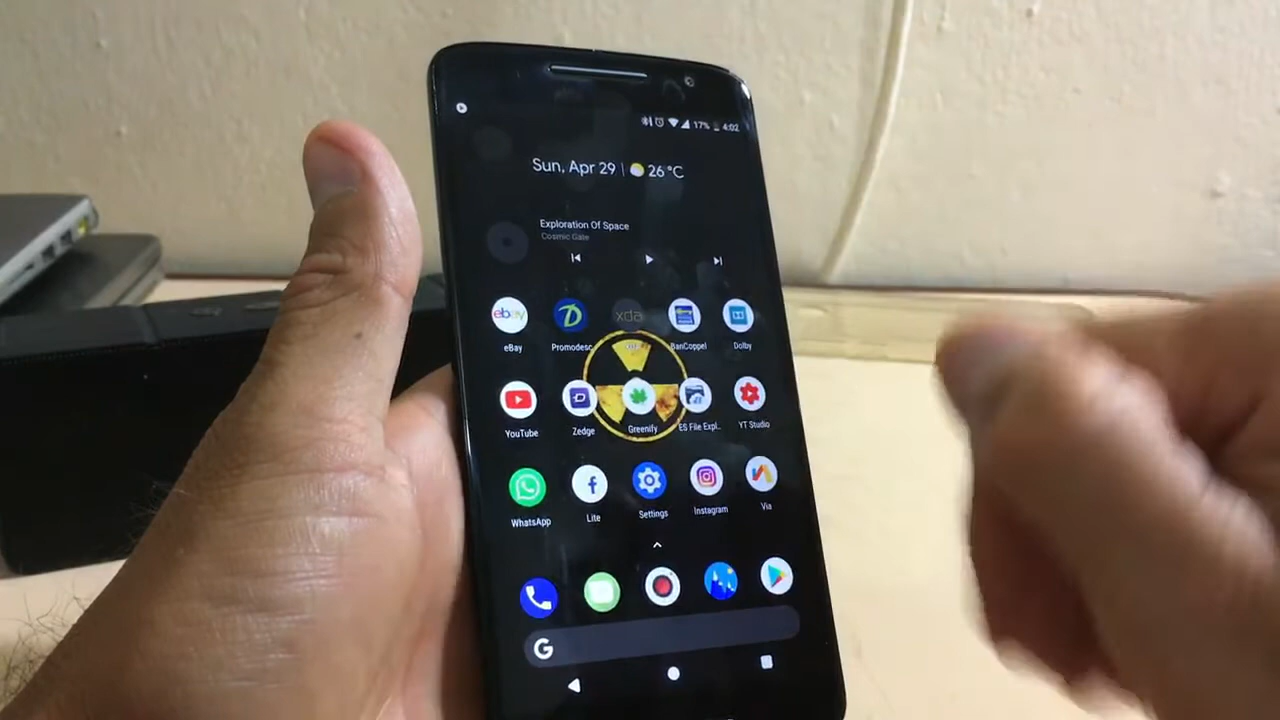 17% 4:02
Sun, Apr 29 | 26 °C
Exploration Of Space
Cosmic Gate
ebay
xda
eBay
Promodesc
BanCoppel
Dolby
YouTube
Zedge
Greenify
ES File Expl..
YT Studio
WhatsApp
Lite
Settings
Instagram
Via
G